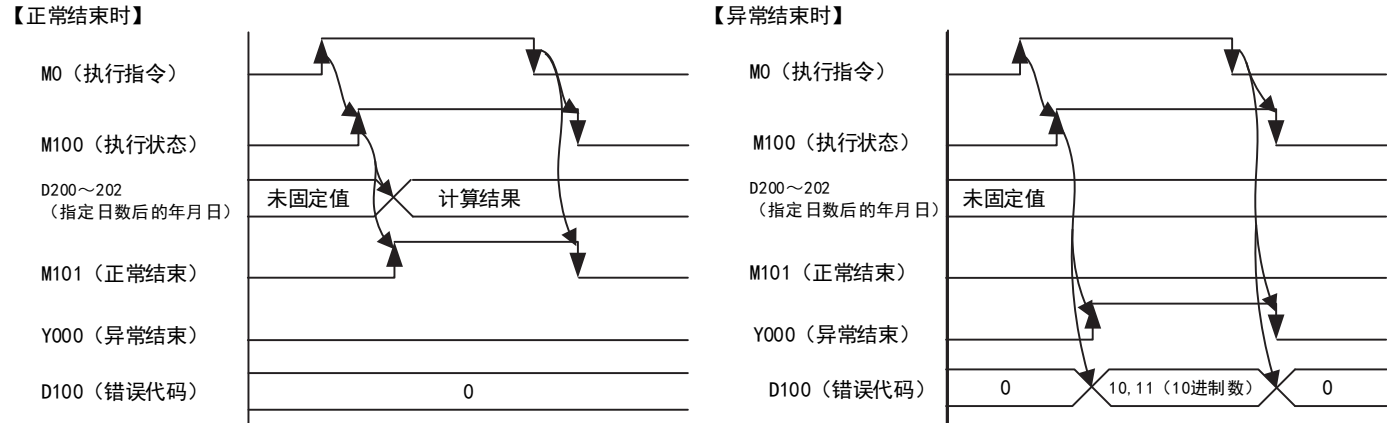 【正常结束时】
M0（执行指令）
M100（执行状态）
D200～202
（指定日数后的年月日）
未固定值
计算结果
M101（正常结束）
Y000（异常结束）
D100（错误代码）
0
【异常结束时】
M0（执行指令）
M100（执行状态）
D200～202
（指定日数后的年月日）
未固定值
M101（正常结束）
Y000（异常结束）
D100（错误代码）
0
10,11（10进制数）
0